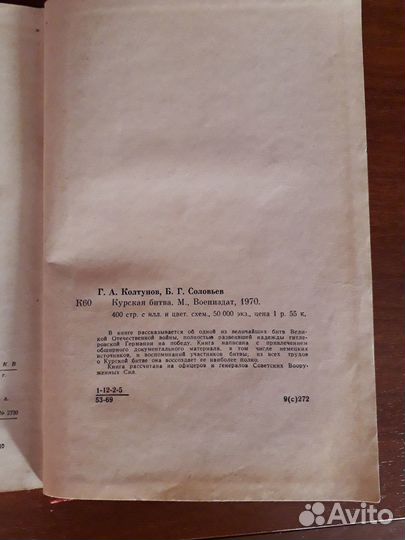 Г. А. Колтунов, Б. Г. Соловьев
К60 Курская битва. М., Воениздат, 1970.
400 стр. с илл. и цвет. схем., 50 000 экз., цена 1 р. 55 к.
В книге рассказывается об одной из величайших битв Вели-
кой Отечественной войны, полностью развеявшей надежды гитле-
ровской Германии на победу. Книга написана с привлечением
обширного документального материала, в том числе немецких
источников, и воспоминаний участников битвы; из всех трудов
о Курской битве она воссоздает ее наиболее полно.
Книга рассчитана на офицеров и генералов Советских Воору-
женных Сил.
1-12-2-5
53-69
9(с)272
К. В
г.
а.
№ 2730
Avito